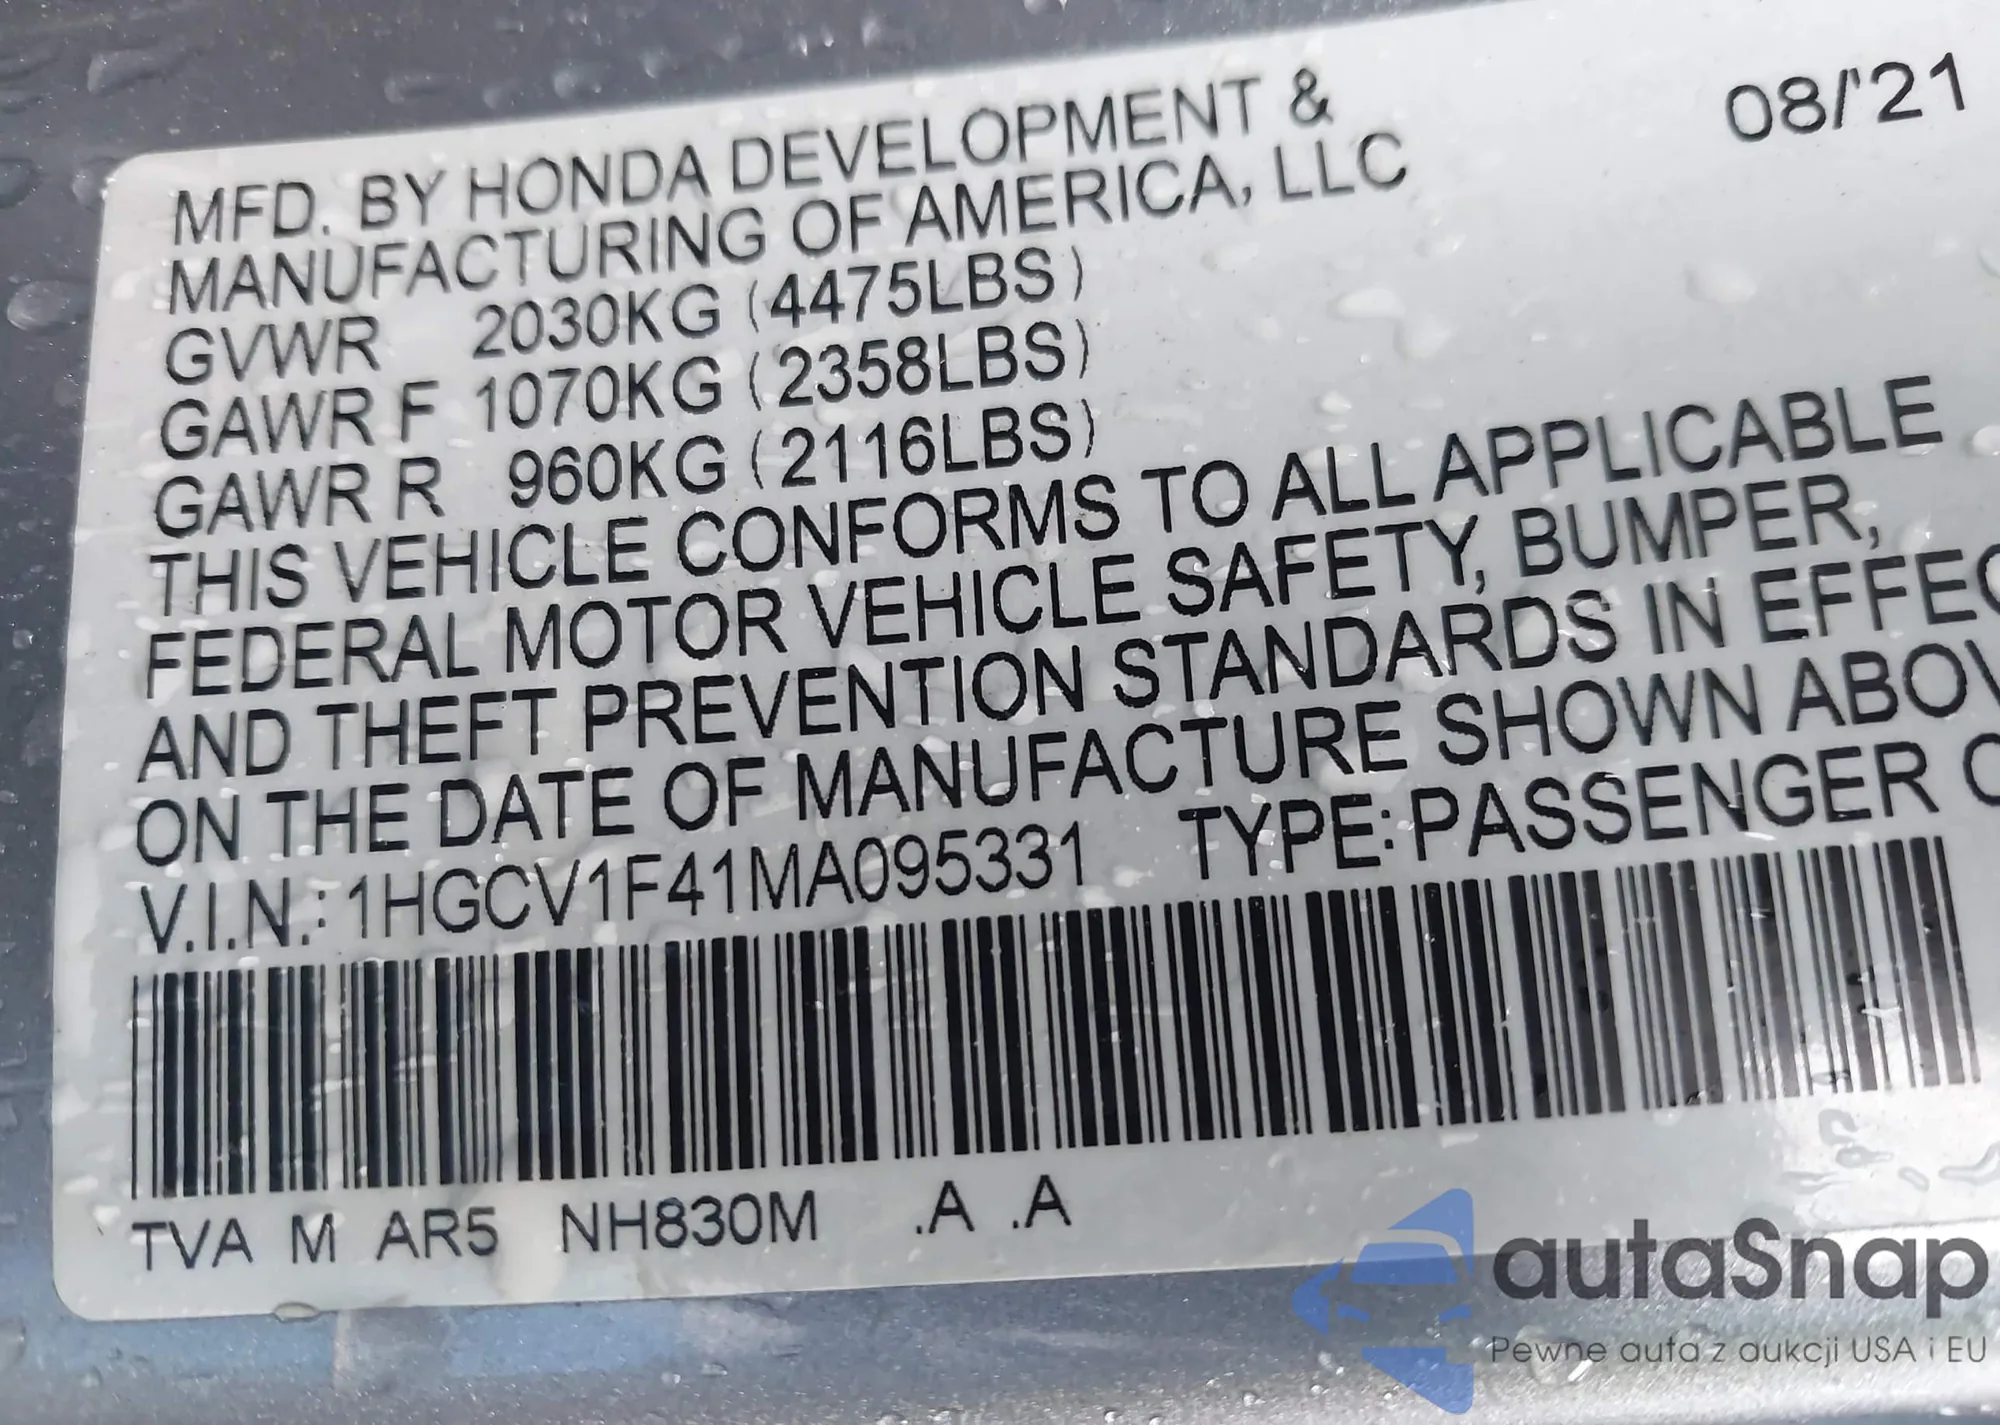 08/'21
MFD. BY HONDA DEVELOPMENT &
MANUFACTURING OF AMERICA, LLC
GVWR 2030KG (4475LBS)
GAWR F 1070KG (2358LBS)
GAWR R 960KG (2116LBS)
THIS VEHICLE CONFORMS TO ALL APPLICABLE
FEDERAL MOTOR VEHICLE SAFETY, BUMPER,
AND THEFT PREVENTION STANDARDS IN EFFEC
ON THE DATE OF MANUFACTURE SHOWN ABOV
V.I.N.: 1HGCV1F41MA095331 TYPE:PASSENGER C
TVA M AR5 NH830M .A .A
autaSnap
Pewne auta z aukcji USA i EU